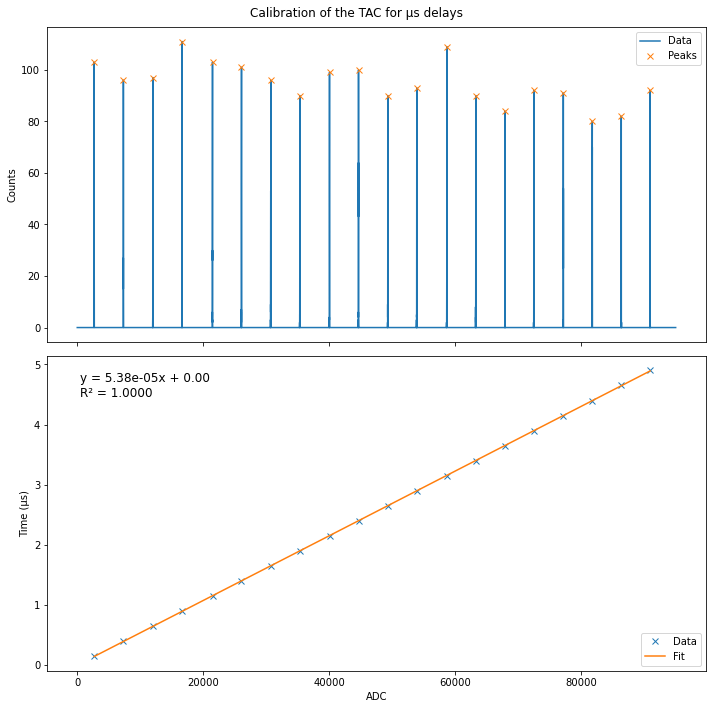 Calibration of the TAC for µs delays
Data
Peaks
100
80
60
40
20
0
Counts
y = 5.38e-05x + 0.00
R² = 1.0000
5
4
3
2
1
0
Time (µs)
Data
Fit
0 20000 40000 60000 80000
ADC